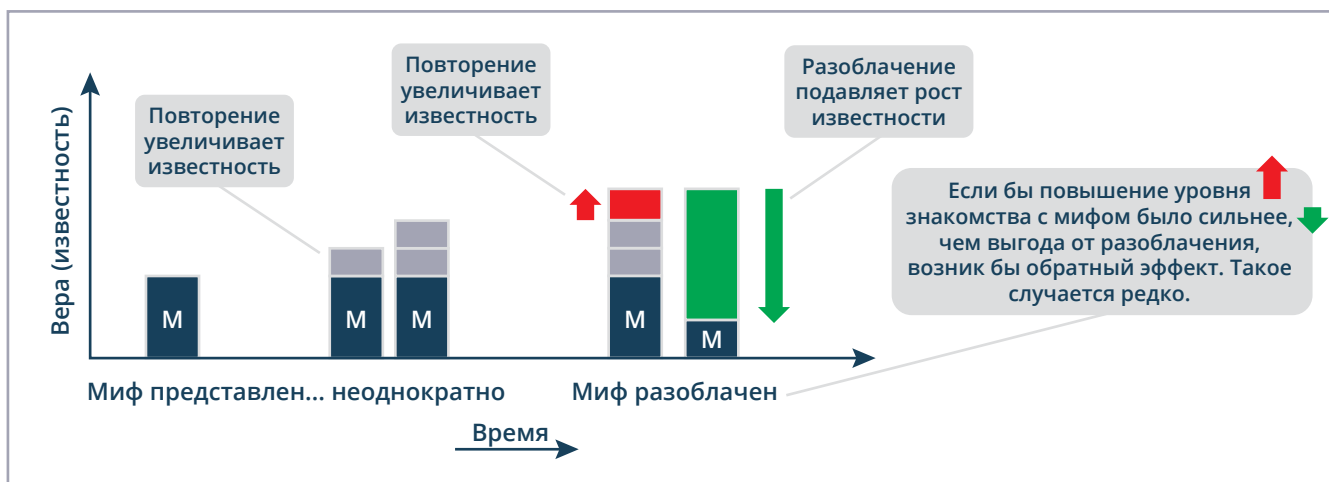 Вера (известность)
Повторение
увеличивает
известность
Повторение
увеличивает
известность
Разоблачение
подавляет рост
известности
Если бы повышение уровня
знакомства с мифом было сильнее,
чем выгода от разоблачения,
возник бы обратный эффект. Такое
случается редко.
М
М
М
М
М
Миф представлен... неоднократно
Миф разоблачен
Время